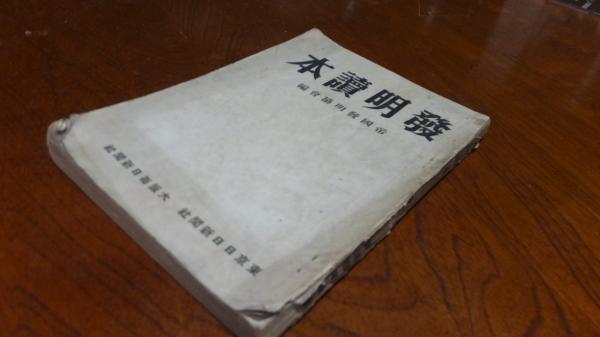 發明讀本
帝國發明協會編
東京日日新聞社
大阪每日新聞社